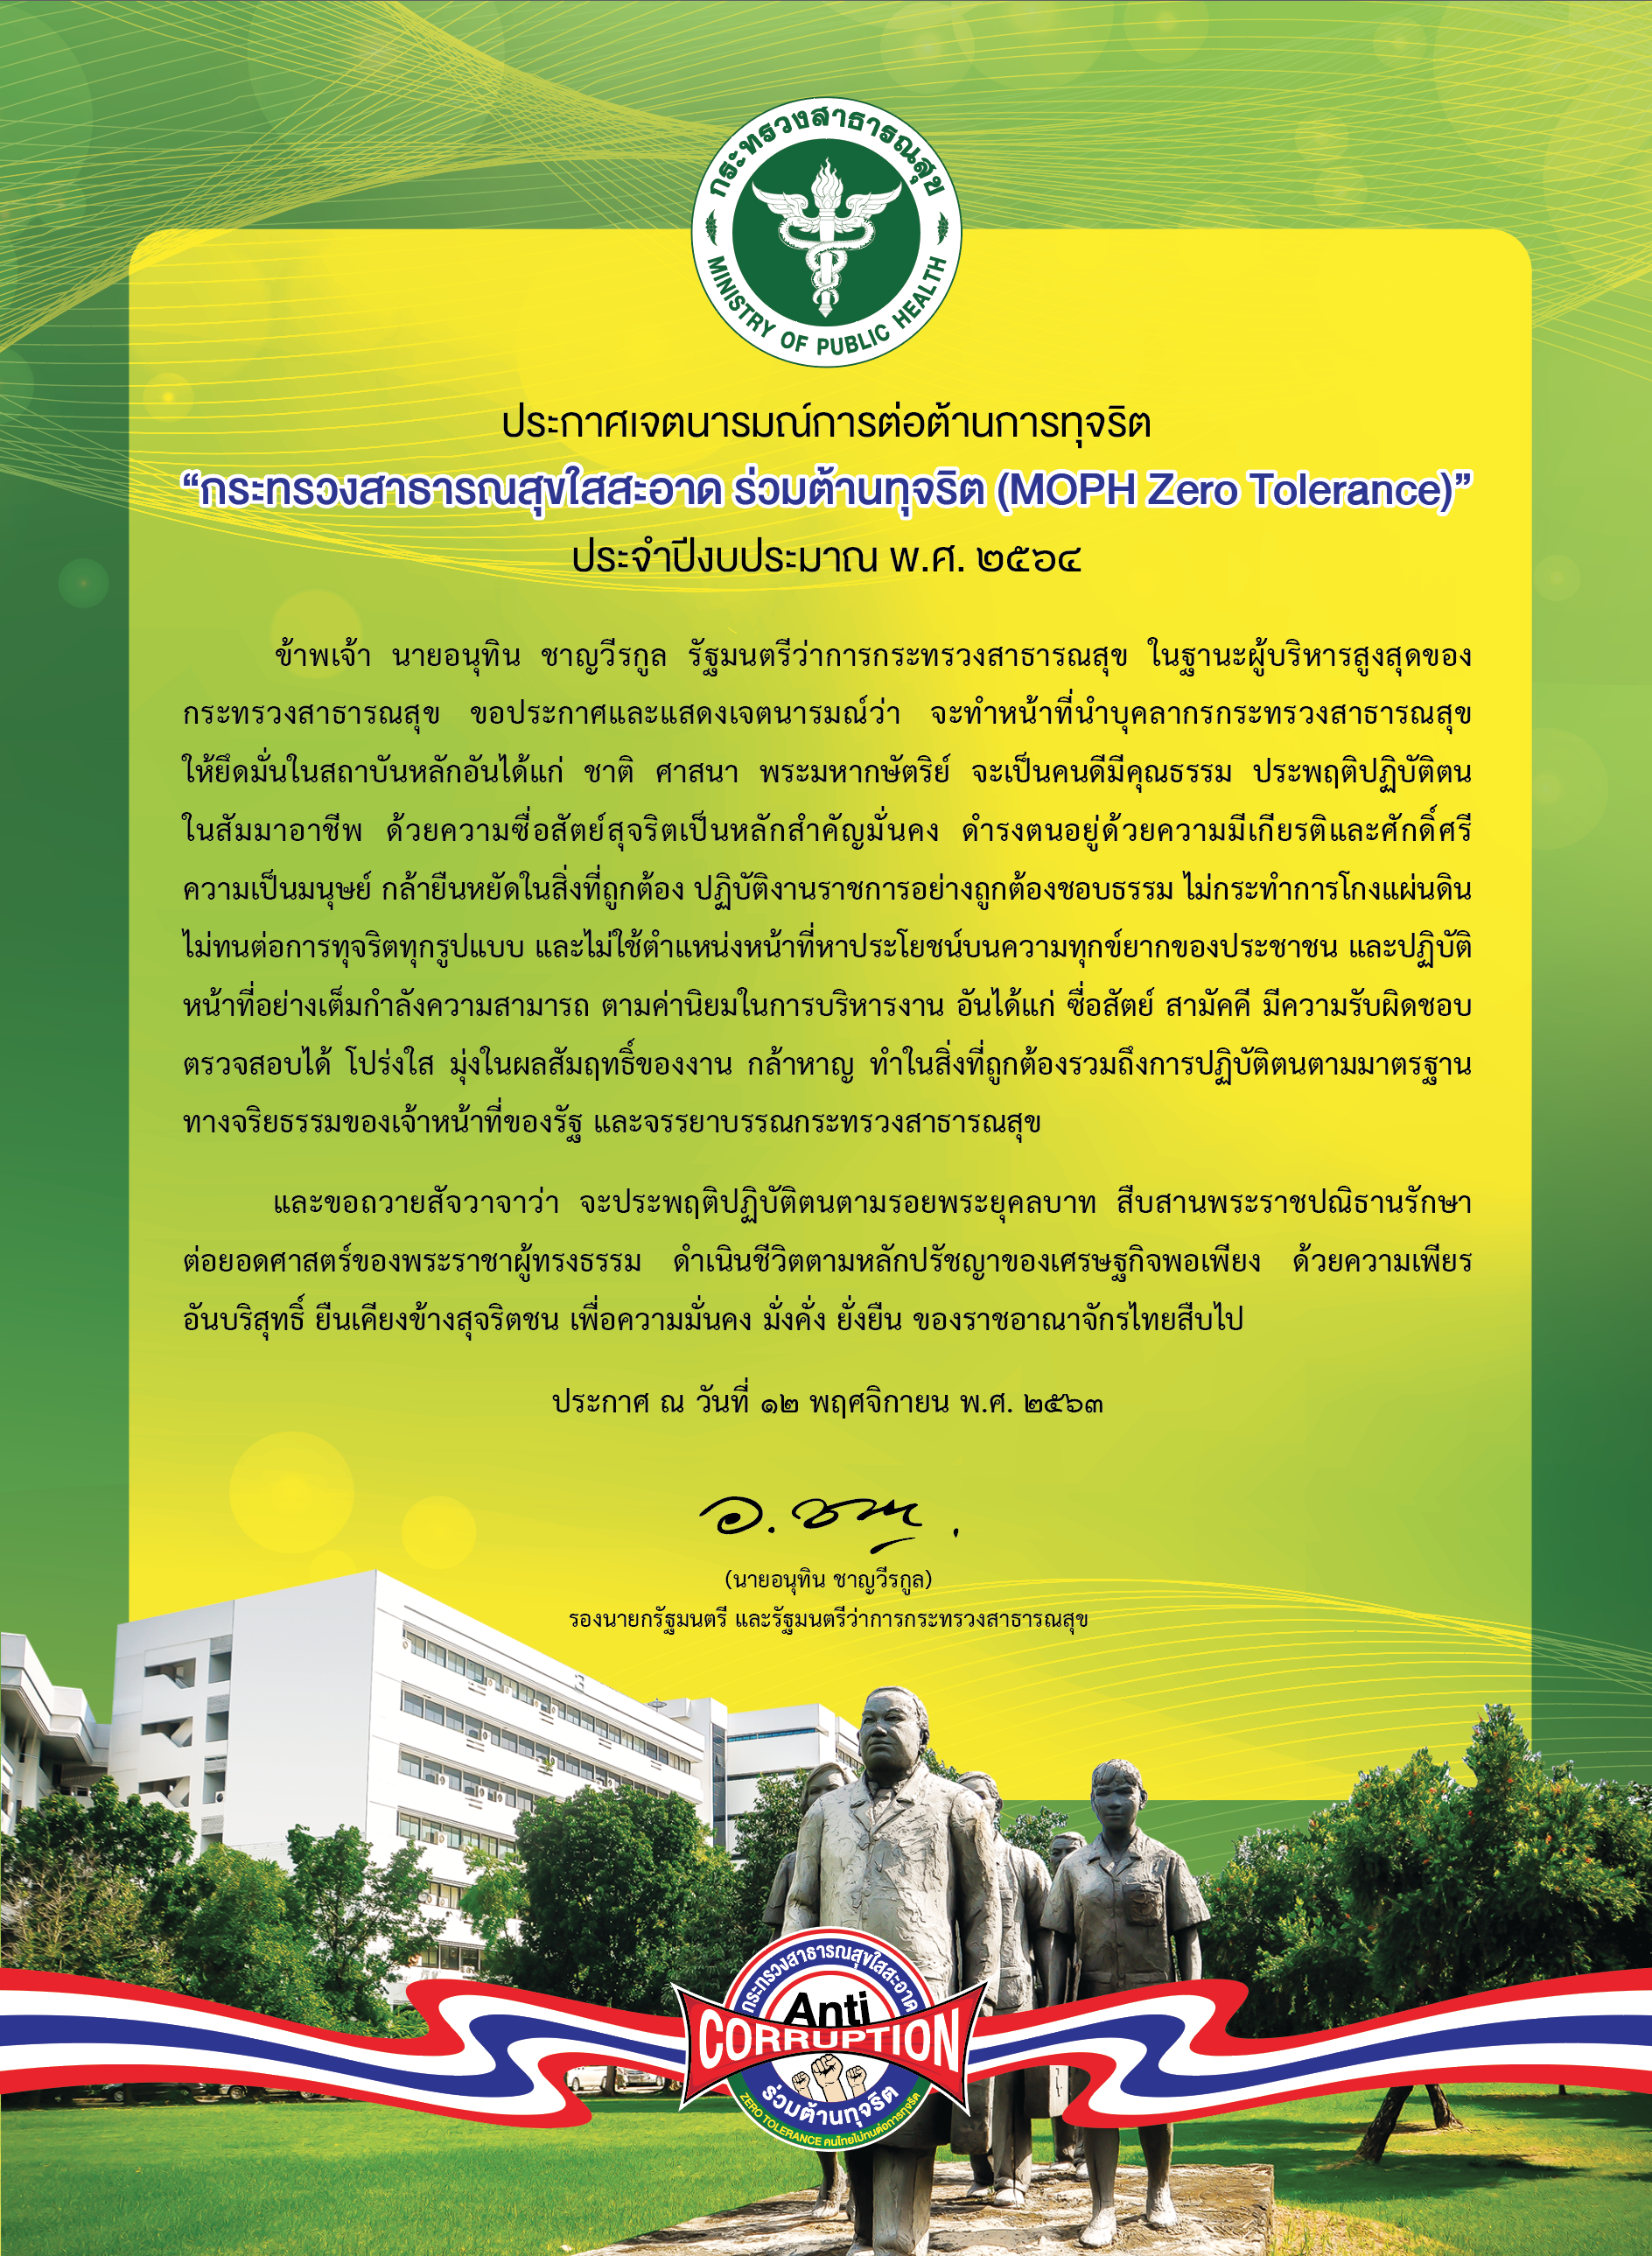 กระทรวงสาธารณสุข
MINISTRY OF PUBLIC HEALTH
ประกาศเจตนารมณ์การต่อต้านการทุจริต
“กระทรวงสาธารณสุขใสสะอาด ร่วมต้านทุจริต (MOPH Zero Tolerance)”
ประจำปีงบประมาณ พ.ศ. ๒๕๖๔
ข้าพเจ้า นายอนุทิน ชาญวีรกูล รัฐมนตรีว่าการกระทรวงสาธารณสุข ในฐานะผู้บริหารสูงสุดของ
กระทรวงสาธารณสุข ขอประกาศและแสดงเจตนารมณ์ว่า จะทำหน้าที่นำบุคลากรกระทรวงสาธารณสุข
ให้ยึดมั่นในสถาบันหลักอันได้แก่ ชาติ ศาสนา พระมหากษัตริย์ จะเป็นคนดีมีคุณธรรม ประพฤติปฏิบัติตน
ในสัมมาอาชีพ ด้วยความซื่อสัตย์สุจริตเป็นหลักสำคัญมั่นคง ดำรงตนอยู่ด้วยความมีเกียรติและศักดิ์ศรี
ความเป็นมนุษย์ กล้ายืนหยัดในสิ่งที่ถูกต้อง ปฏิบัติงานราชการอย่างถูกต้องชอบธรรม ไม่กระทำการโกงแผ่นดิน
ไม่ทนต่อการทุจริตทุกรูปแบบ และไม่ใช้ตำแหน่งหน้าที่หาประโยชน์บนความทุกข์ยากของประชาชน และปฏิบัติ
หน้าที่อย่างเต็มกำลังความสามารถ ตามค่านิยมในการบริหารงาน อันได้แก่ ซื่อสัตย์ สามัคคี มีความรับผิดชอบ
ตรวจสอบได้ โปร่งใส มุ่งในผลสัมฤทธิ์ของงาน กล้าหาญ ทำในสิ่งที่ถูกต้องรวมถึงการปฏิบัติตนตามมาตรฐาน
ทางจริยธรรมของเจ้าหน้าที่ของรัฐ และจรรยาบรรณกระทรวงสาธารณสุข
และขอถวายสัจวาจาว่า จะประพฤติปฏิบัติตนตามรอยพระยุคลบาท สืบสานพระราชปณิธานรักษา
ต่อยอดศาสตร์ของพระราชาผู้ทรงธรรม ดำเนินชีวิตตามหลักปรัชญาของเศรษฐกิจพอเพียง ด้วยความเพียร
อันบริสุทธิ์ ยืนเคียงข้างสุจริตชน เพื่อความมั่นคง มั่งคั่ง ยั่งยืน ของราชอาณาจักรไทยสืบไป
ประกาศ ณ วันที่ ๑๒ พฤศจิกายน พ.ศ. ๒๕๖๓
(นายอนุทิน ชาญวีรกูล)
รองนายกรัฐมนตรี และรัฐมนตรีว่าการกระทรวงสาธารณสุข
กระทรวงสาธารณสุขใสสะอาด
Anti
CORRUPTION
ร่วมต้านทุจริต
ZERO TOLERANCE คนไทยไม่ทนต่อการทุจริต